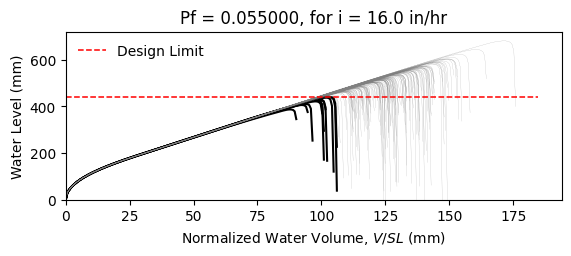 Pf = 0.055000, for i = 16.0 in/hr
Design Limit
Water Level (mm)
600
400
200
0
0 25 50 75 100 125 150 175
Normalized Water Volume, V/SL (mm)